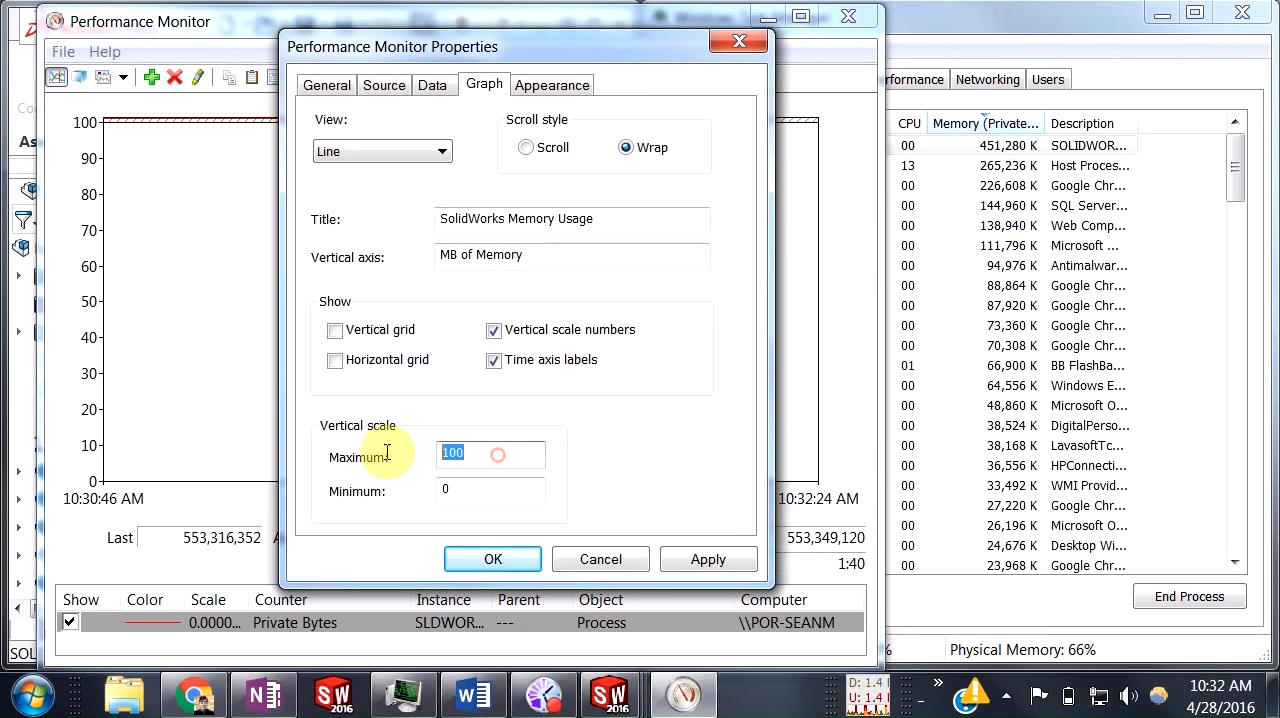 Performance Monitor
File Help
100
90
80
70
60
50
40
30
20
10
0
10:30:46 AM
10:32:24 AM
Last 553,316,352
553,349,120
1:40
Show Color Scale Counter Instance Parent Object Computer
0.0000... Private Bytes SLDWOR... --- Process \\POR-SEANM
Performance Monitor Properties
General Source Data Graph Appearance
View:
Line
Scroll style
Scroll Wrap
Title: SolidWorks Memory Usage
Vertical axis: MB of Memory
Show
Vertical grid Vertical scale numbers
Horizontal grid Time axis labels
Vertical scale
Maximum: 100
Minimum: 0
OK Cancel Apply
rformance Networking Users
CPU Memory (Private... Description
00 451,280 K SOLIDWOR...
13 265,236 K Host Proces...
00 226,608 K Google Chr...
00 144,960 K SQL Server...
00 138,940 K Web Comp...
00 111,796 K Microsoft ...
00 94,976 K Antimalwar...
00 88,864 K Google Chr...
00 87,920 K Google Chr...
00 73,360 K Google Chr...
00 70,308 K Google Chr...
01 66,900 K BB FlashBa...
00 64,556 K Windows E...
00 48,860 K Microsoft O...
00 38,524 K DigitalPerso...
00 38,168 K LavasoftTc...
00 36,556 K HPConnecti...
00 33,492 K WMI Provid...
00 27,220 K Google Chr...
00 26,196 K Microsoft O...
00 24,676 K Desktop Wi...
00 23,968 K Google Chr...
End Process
% Physical Memory: 66%
As
SOL
SW 2016
SW 2016
D: 1.4
U: 1.4
10:32 AM
4/28/2016